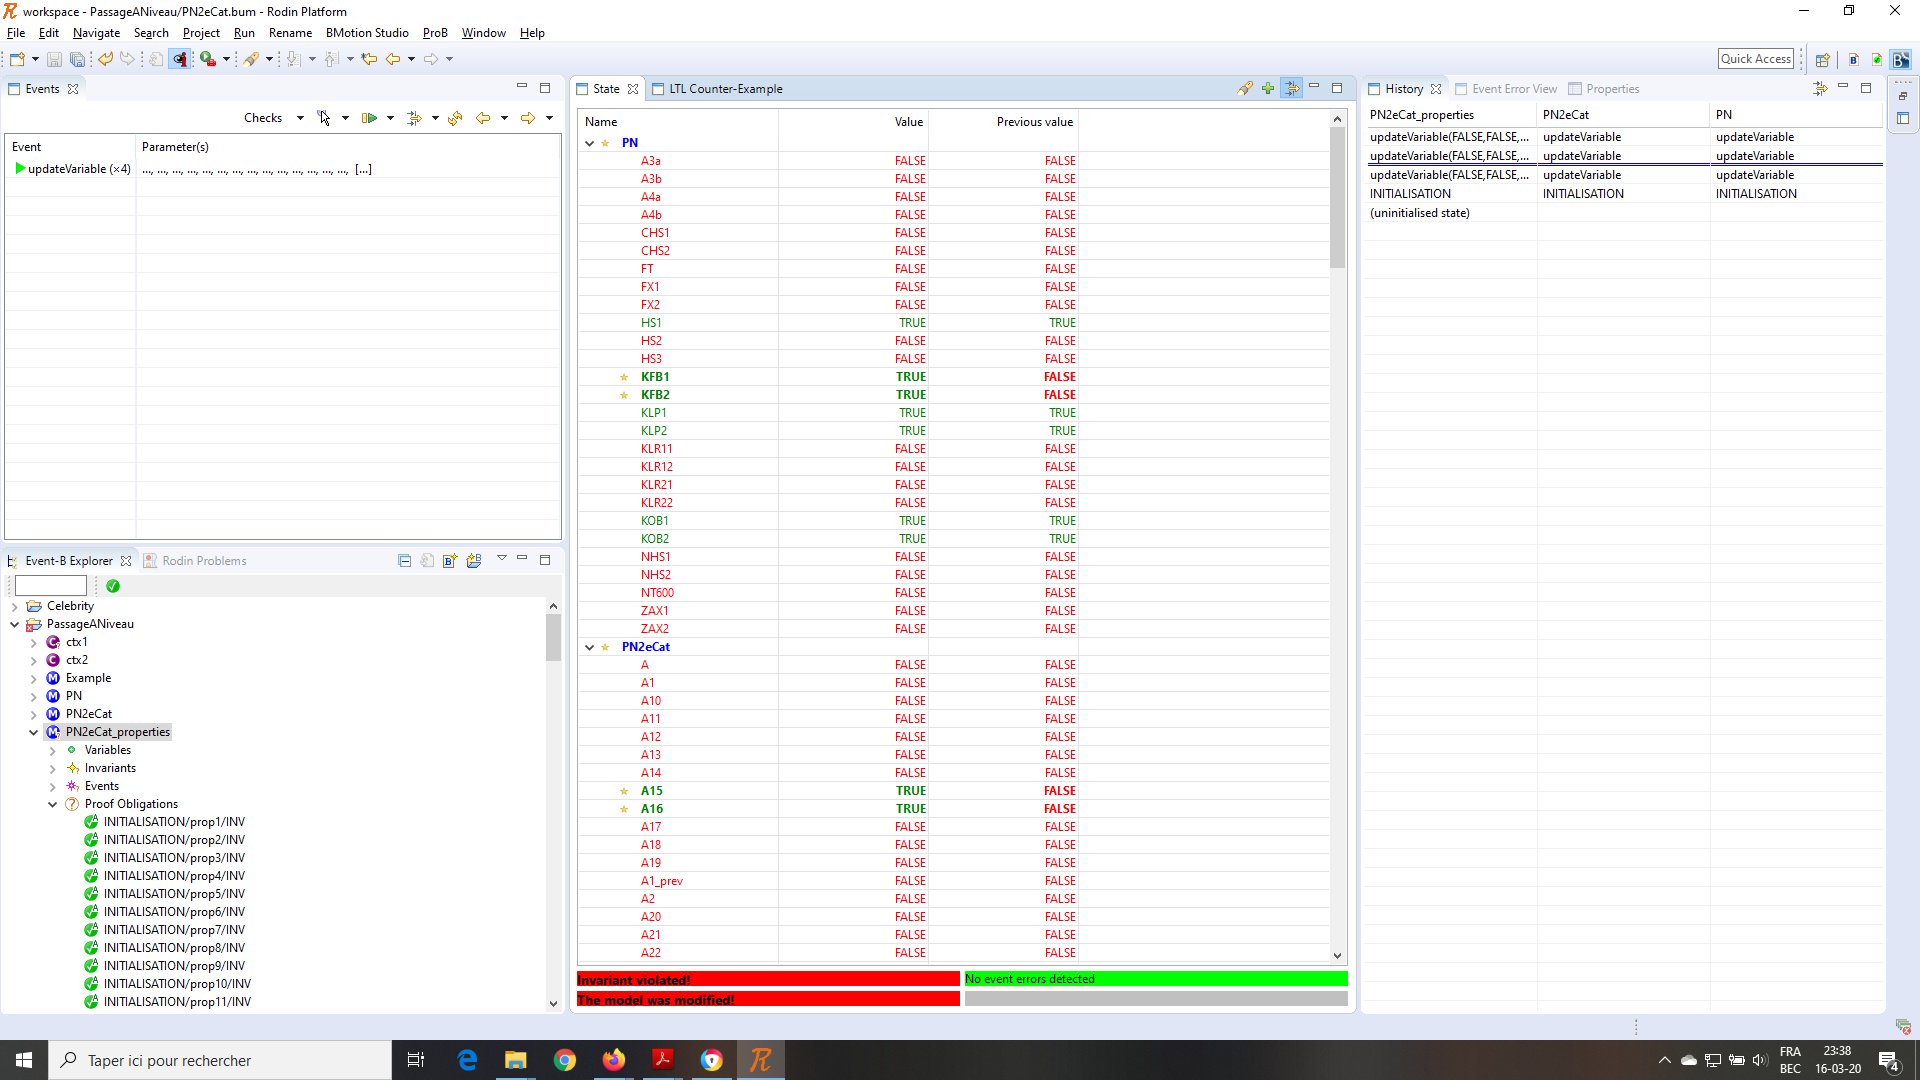 workspace - PassageANiveau/PN2eCat.bum - Rodin Platform
File Edit Navigate Search Project Run Rename BMotion Studio ProB Window Help
Quick Access
Events
Checks
Event Parameter(s)
updateVariable (×4) ..., ..., ..., ..., ..., ..., ..., ..., ..., ..., ..., ..., ..., ..., [...]
Event-B Explorer Rodin Problems
Celebrity
PassageANiveau
ctx1
ctx2
Example
PN
PN2eCat
PN2eCat_properties
Variables
Invariants
Events
Proof Obligations
INITIALISATION/prop1/INV
INITIALISATION/prop2/INV
INITIALISATION/prop3/INV
INITIALISATION/prop4/INV
INITIALISATION/prop5/INV
INITIALISATION/prop6/INV
INITIALISATION/prop7/INV
INITIALISATION/prop8/INV
INITIALISATION/prop9/INV
INITIALISATION/prop10/INV
INITIALISATION/prop11/INV
State LTL Counter-Example
Name Value Previous value
PN
A3a FALSE FALSE
A3b FALSE FALSE
A4a FALSE FALSE
A4b FALSE FALSE
CHS1 FALSE FALSE
CHS2 FALSE FALSE
FT FALSE FALSE
FX1 FALSE FALSE
FX2 FALSE FALSE
HS1 TRUE TRUE
HS2 FALSE FALSE
HS3 FALSE FALSE
KFB1 TRUE FALSE
KFB2 TRUE FALSE
KLP1 TRUE TRUE
KLP2 TRUE TRUE
KLR11 FALSE FALSE
KLR12 FALSE FALSE
KLR21 FALSE FALSE
KLR22 FALSE FALSE
KOB1 TRUE TRUE
KOB2 TRUE TRUE
NHS1 FALSE FALSE
NHS2 FALSE FALSE
NT600 FALSE FALSE
ZAX1 FALSE FALSE
ZAX2 FALSE FALSE
PN2eCat
A FALSE FALSE
A1 FALSE FALSE
A10 FALSE FALSE
A11 FALSE FALSE
A12 FALSE FALSE
A13 FALSE FALSE
A14 FALSE FALSE
A15 TRUE FALSE
A16 TRUE FALSE
A17 FALSE FALSE
A18 FALSE FALSE
A19 FALSE FALSE
A1_prev FALSE FALSE
A2 FALSE FALSE
A20 FALSE FALSE
A21 FALSE FALSE
A22 FALSE FALSE
Invariant violated! No event errors detected
The model was modified!
History Event Error View Properties
PN2eCat_properties PN2eCat PN
updateVariable(FALSE,FALSE,... updateVariable updateVariable
updateVariable(FALSE,FALSE,... updateVariable updateVariable
updateVariable(FALSE,FALSE,... updateVariable updateVariable
INITIALISATION INITIALISATION INITIALISATION
(uninitialised state)
Taper ici pour rechercher
FRA 23:38
BEC 16-03-20
4